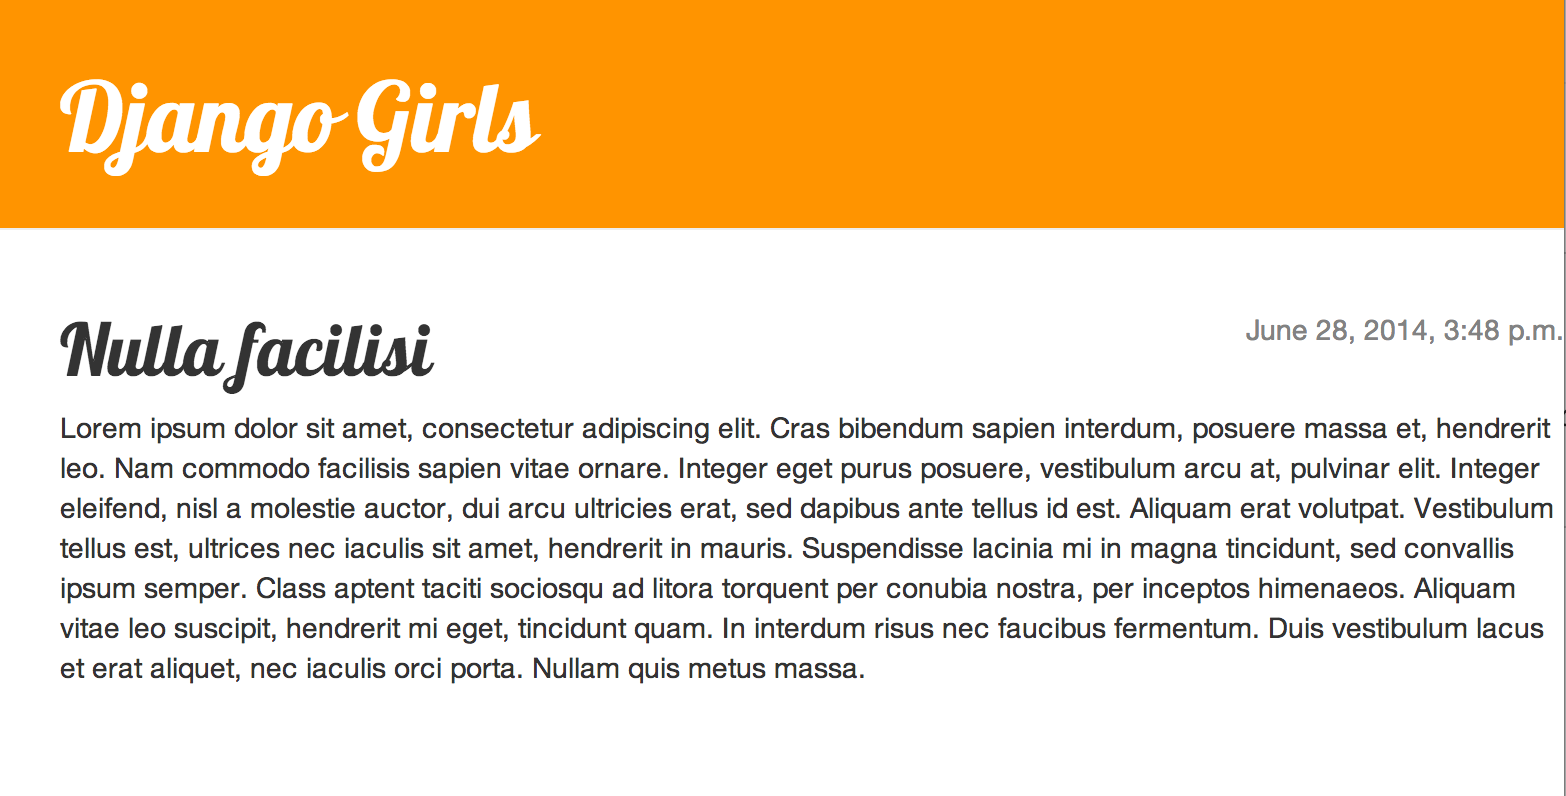 Django Girls
Nulla facilisi
June 28, 2014, 3:48 p.m.
Lorem ipsum dolor sit amet, consectetur adipiscing elit. Cras bibendum sapien interdum, posuere massa et, hendrerit
leo. Nam commodo facilisis sapien vitae ornare. Integer eget purus posuere, vestibulum arcu at, pulvinar elit. Integer
eleifend, nisl a molestie auctor, dui arcu ultricies erat, sed dapibus ante tellus id est. Aliquam erat volutpat. Vestibulum
tellus est, ultrices nec iaculis sit amet, hendrerit in mauris. Suspendisse lacinia mi in magna tincidunt, sed convallis
ipsum semper. Class aptent taciti sociosqu ad litora torquent per conubia nostra, per inceptos himenaeos. Aliquam
vitae leo suscipit, hendrerit mi eget, tincidunt quam. In interdum risus nec faucibus fermentum. Duis vestibulum lacus
et erat aliquet, nec iaculis orci porta. Nullam quis metus massa.